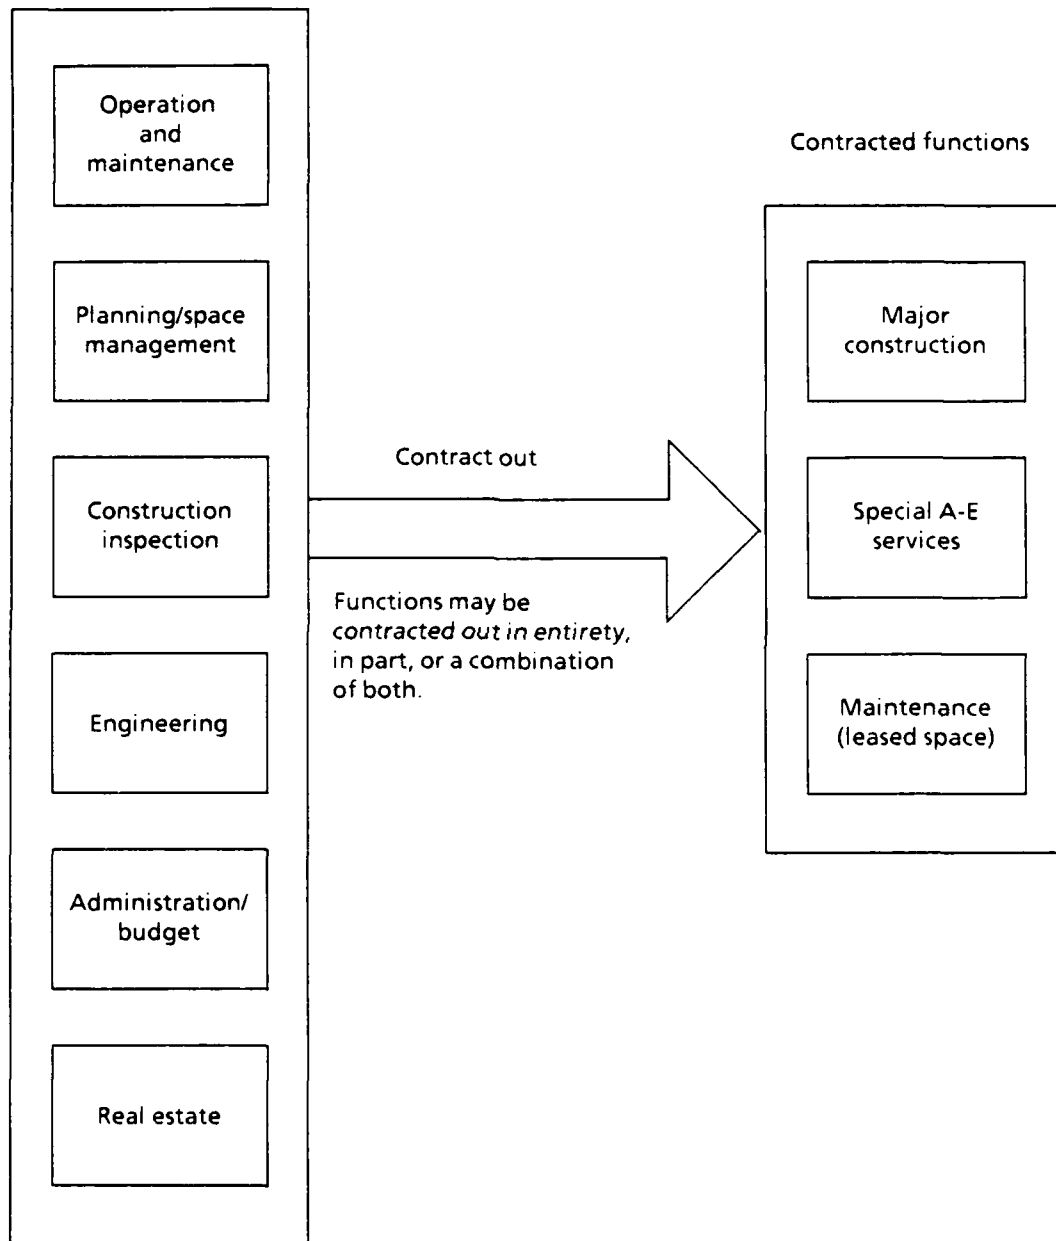 Operation
and
maintenance
Planning/space
management
Construction
inspection
Engineering
Administration/
budget
Real estate
Contract out
Functions may be
contracted out in entirety,
in part, or a combination
of both.
Contracted functions
Major
construction
Special A-E
services
Maintenance
(leased space)